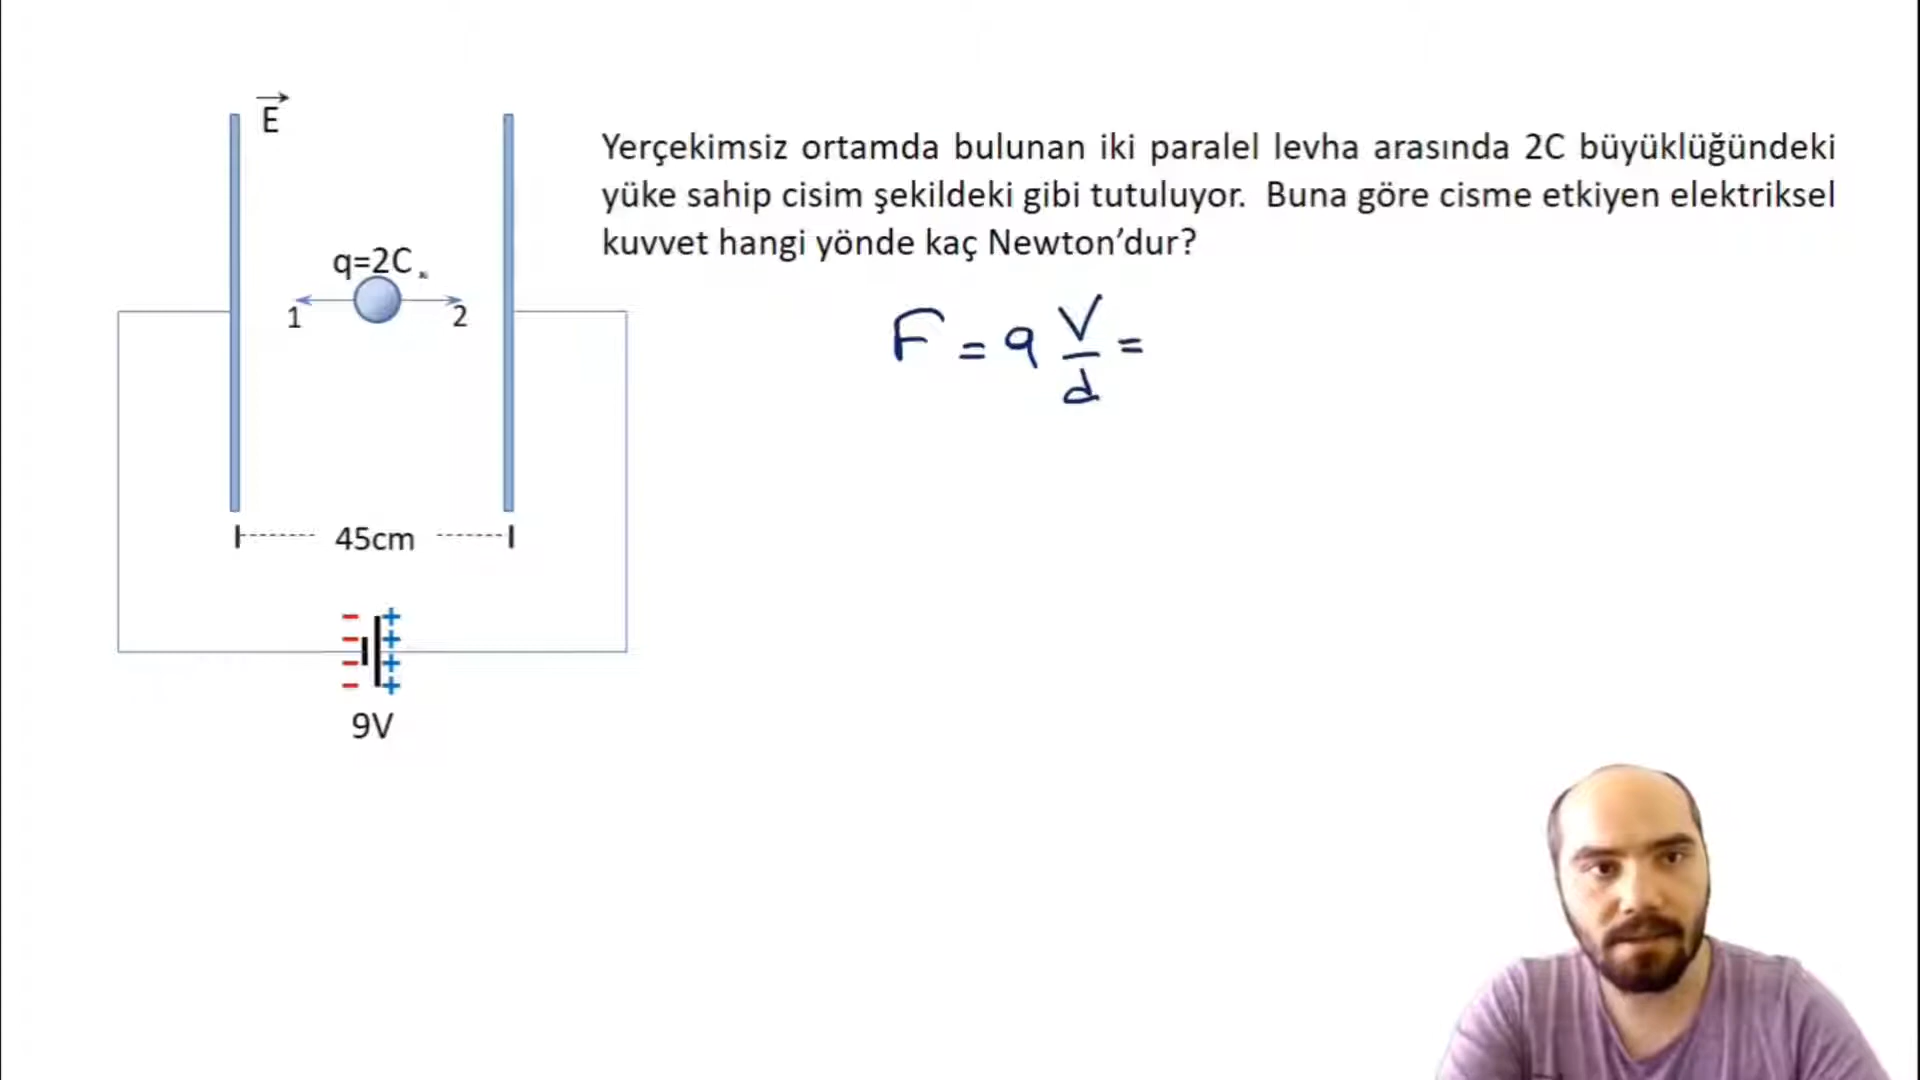 E
Yerçekimsiz ortamda bulunan iki paralel levha arasında 2C büyüklüğündeki
yüke sahip cisim şekildeki gibi tutuluyor. Buna göre cisme etkiyen elektriksel
kuvvet hangi yönde kaç Newton’dur?
q=2C
1
2
F = q V/d =
45cm
- +
- +
- +
- +
9V